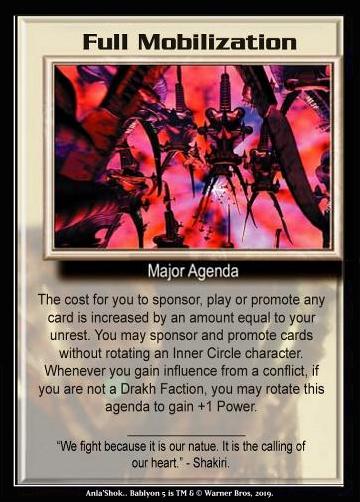 Full Mobilization
Major Agenda
The cost for you to sponsor, play or promote any
card is increased by an amount equal to your
unrest. You may sponsor and promote cards
without rotating an Inner Circle character.
Whenever you gain influence from a conflict, if
you are not a Drakh Faction, you may rotate this
agenda to gain +1 Power.
“We fight because it is our natue. It is the calling of
our heart.” - Shakiri.
Anla'Shok.. Bablyon 5 is TM & © Warner Bros, 2019.